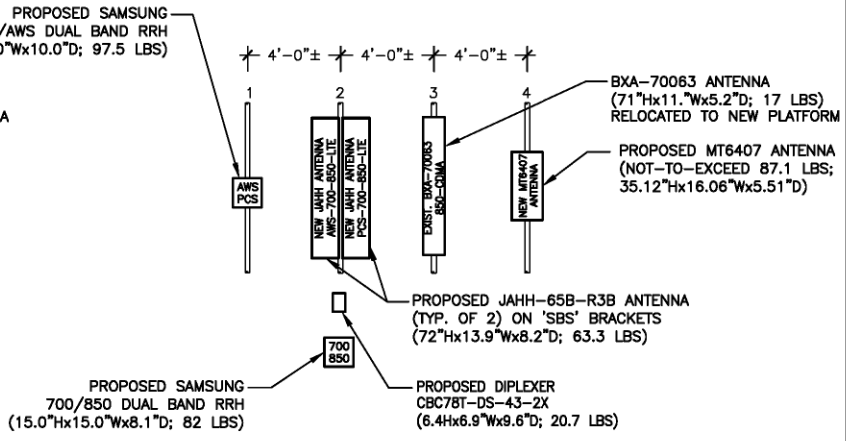 PROPOSED SAMSUNG
/AWS DUAL BAND RRH
"Wx10.0"D; 97.5 LBS)
A
4'-0"± 4'-0"± 4'-0"±
1 2 3 4
AWS
PCS
NEW JAHH ANTENNA
AWS-700-850-LTE
NEW JAHH ANTENNA
PCS-700-850-LTE
EXIST. BXA-70063
850-CDMA
NEW MT6407
ANTENNA
BXA-70063 ANTENNA
(71"Hx11."Wx5.2"D; 17 LBS)
RELOCATED TO NEW PLATFORM
PROPOSED MT6407 ANTENNA
(NOT-TO-EXCEED 87.1 LBS;
35.12"Hx16.06"Wx5.51"D)
PROPOSED JAHH-65B-R3B ANTENNA
(TYP. OF 2) ON 'SBS' BRACKETS
(72"Hx13.9"Wx8.2"D; 63.3 LBS)
700
850
PROPOSED SAMSUNG
700/850 DUAL BAND RRH
(15.0"Hx15.0"Wx8.1"D; 82 LBS)
PROPOSED DIPLEXER
CBC78T-DS-43-2X
(6.4Hx6.9"Wx9.6"D; 20.7 LBS)